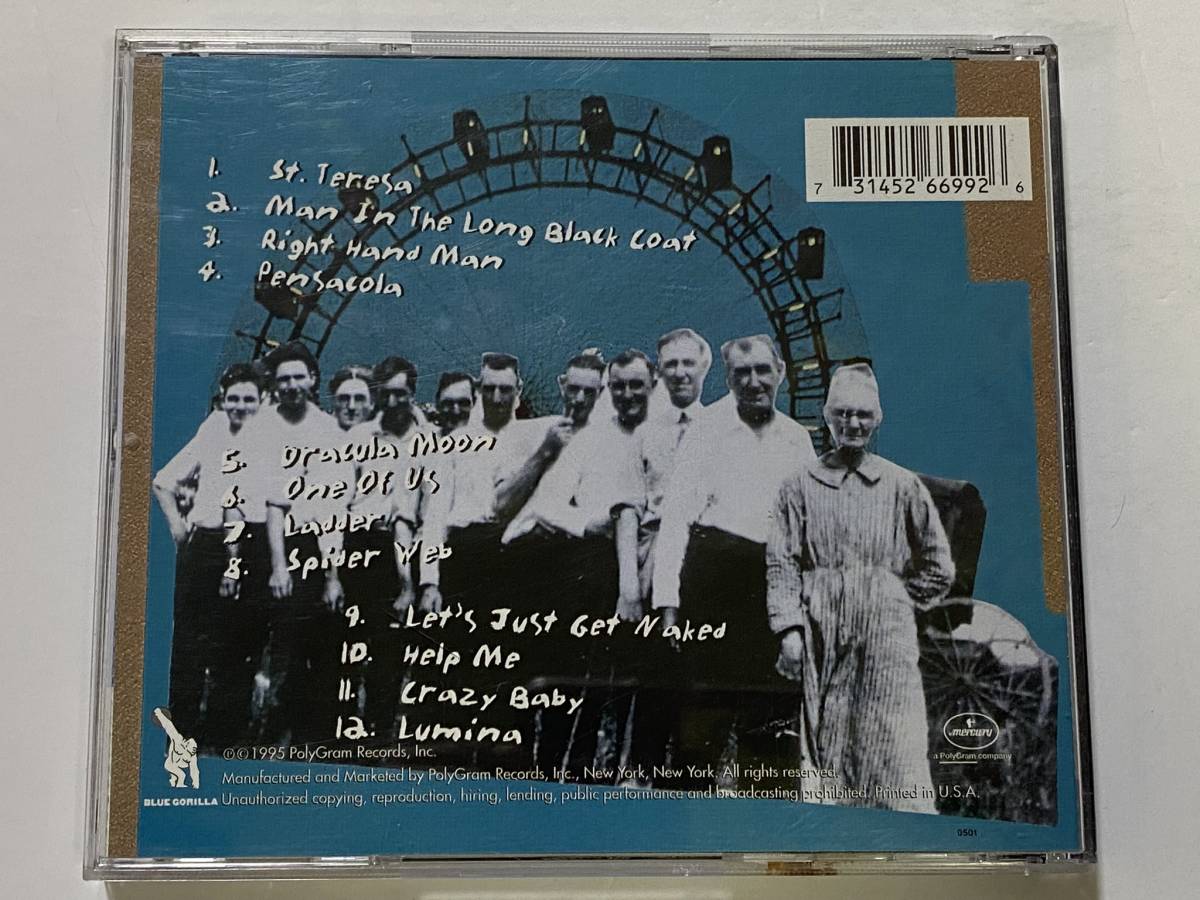 1. St. Teresa
2. Man In The Long Black Coat
3. Right Hand Man
4. Pensacola
7 31452 66992 6
5. Dracula Moon
6. One Of Us
7. Ladder
8. Spider Web
9. Let's Just Get Naked
10. Help Me
11. Crazy Baby
12. Lumina
mercury
a PolyGram company
℗©1995 PolyGram Records, Inc.
Manufactured and Marketed by PolyGram Records, Inc., New York, New York. All rights reserved.
BLUE GORILLA
Unauthorized copying, reproduction, hiring, lending, public performance and broadcasting prohibited. Printed in U.S.A.
0501